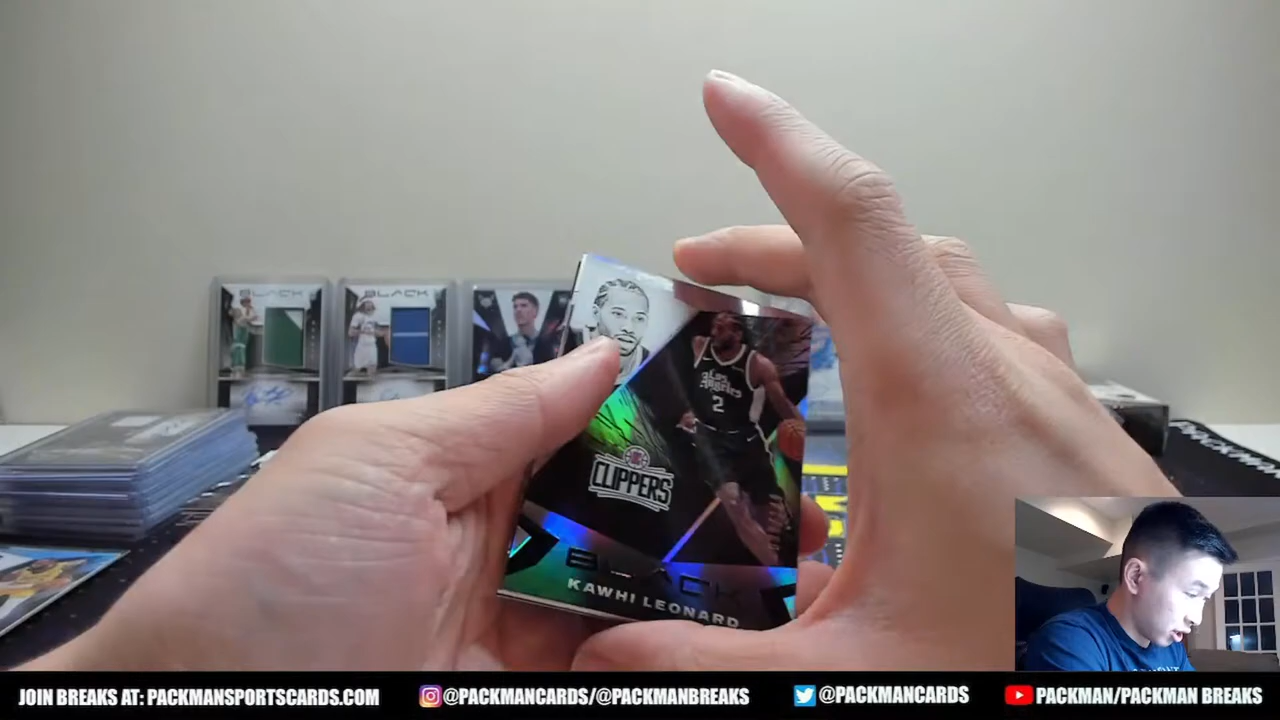 BLACK
BLACK
Los
Angeles
2
CLIPPERS
BLACK
KAWHI LEONARD
PACKMAN
JOIN BREAKS AT: PACKMANSPORTSCARDS.COM
@PACKMANCARDS/@PACKMANBREAKS
@PACKMANCARDS
PACKMAN/PACKMAN BREAKS